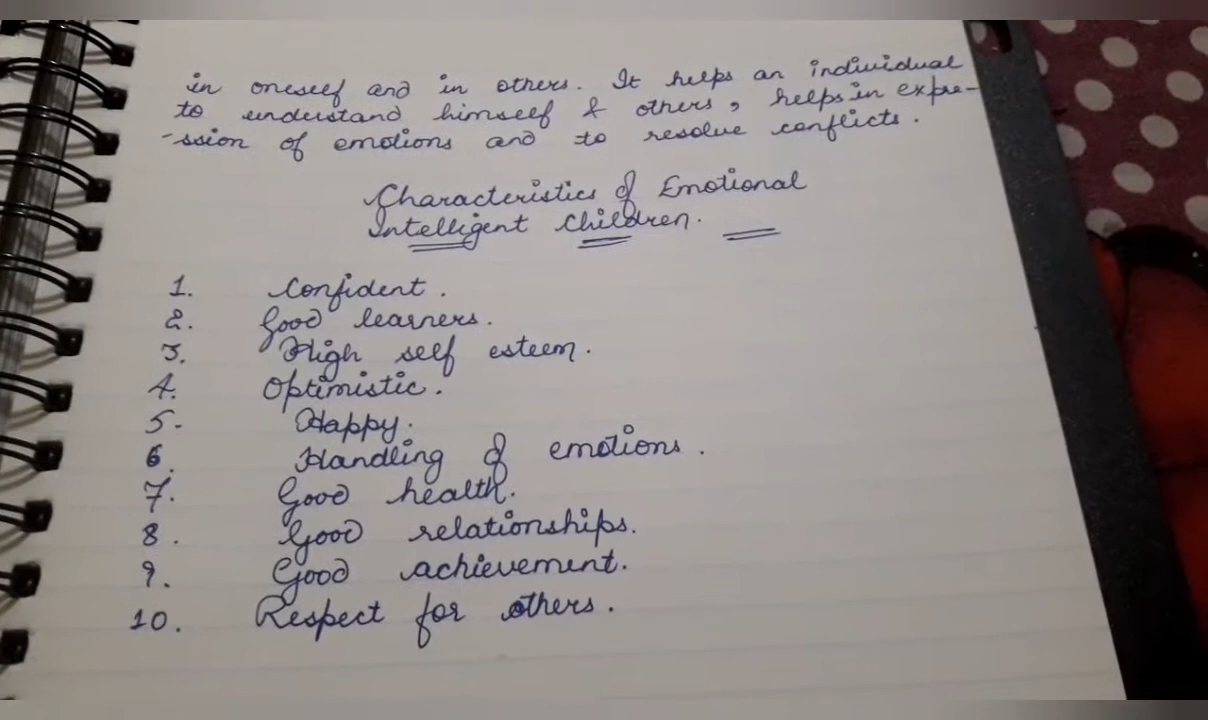 in oneself and in others. It helps an individual
to understand himself & others, helps in expre-
-ssion of emotions and to resolve conflicts.
Characteristics of Emotional
Intelligent Children.
1. Confident.
2. Good learners.
3. High self esteem.
4. Optimistic.
5. Happy.
6. Handling of emotions.
7. Good health.
8. Good relationships.
9. Good achievement.
10. Respect for others.